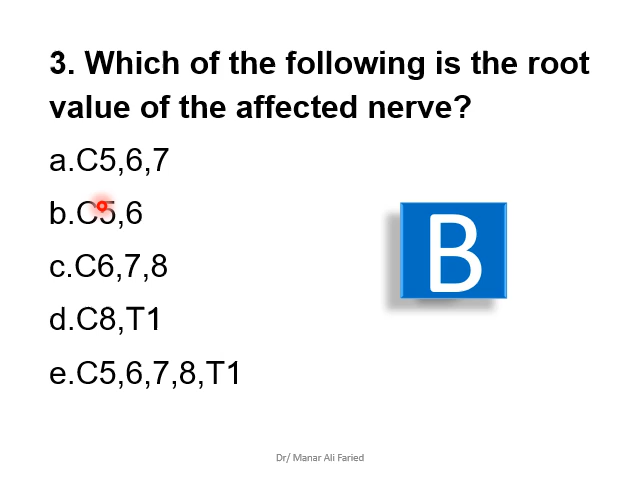 3. Which of the following is the root
value of the affected nerve?
a.C5,6,7
b.C5,6
c.C6,7,8
d.C8,T1
e.C5,6,7,8,T1
B
Dr/ Manar Ali Faried